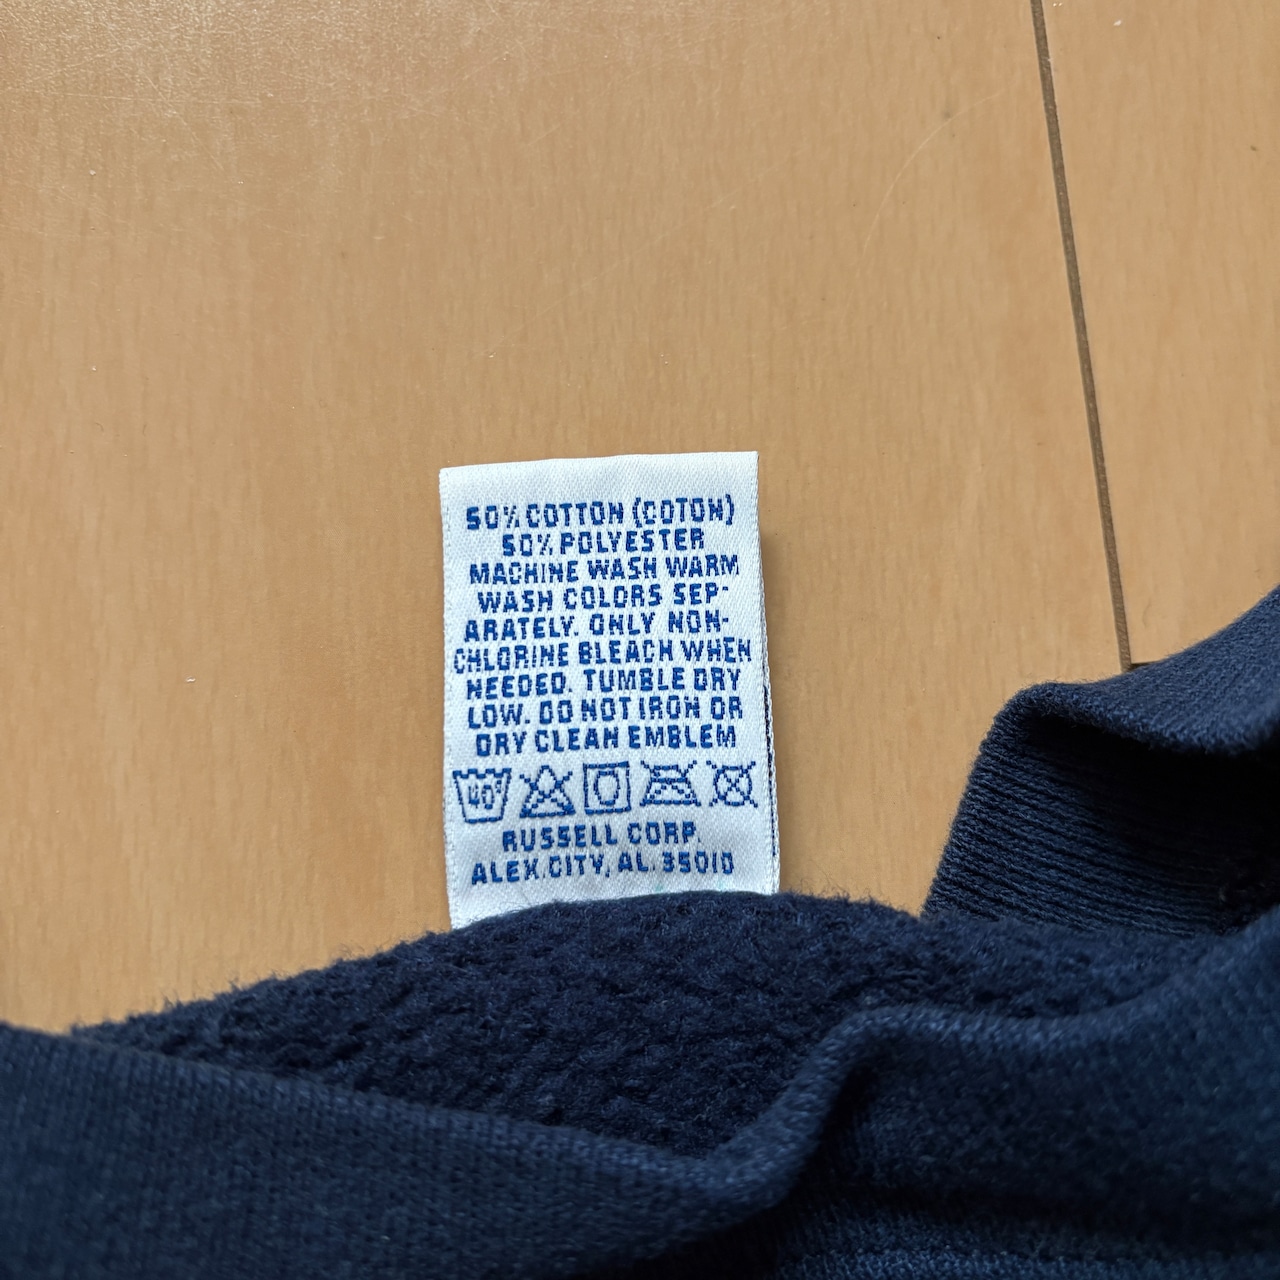 50% COTTON (COTON)
50% POLYESTER
MACHINE WASH WARM
WASH COLORS SEP-
ARATELY. ONLY NON-
CHLORINE BLEACH WHEN
NEEDED. TUMBLE DRY
LOW. DO NOT IRON OR
DRY CLEAN EMBLEM
40°
RUSSELL CORP.
ALEX.CITY, AL. 35010